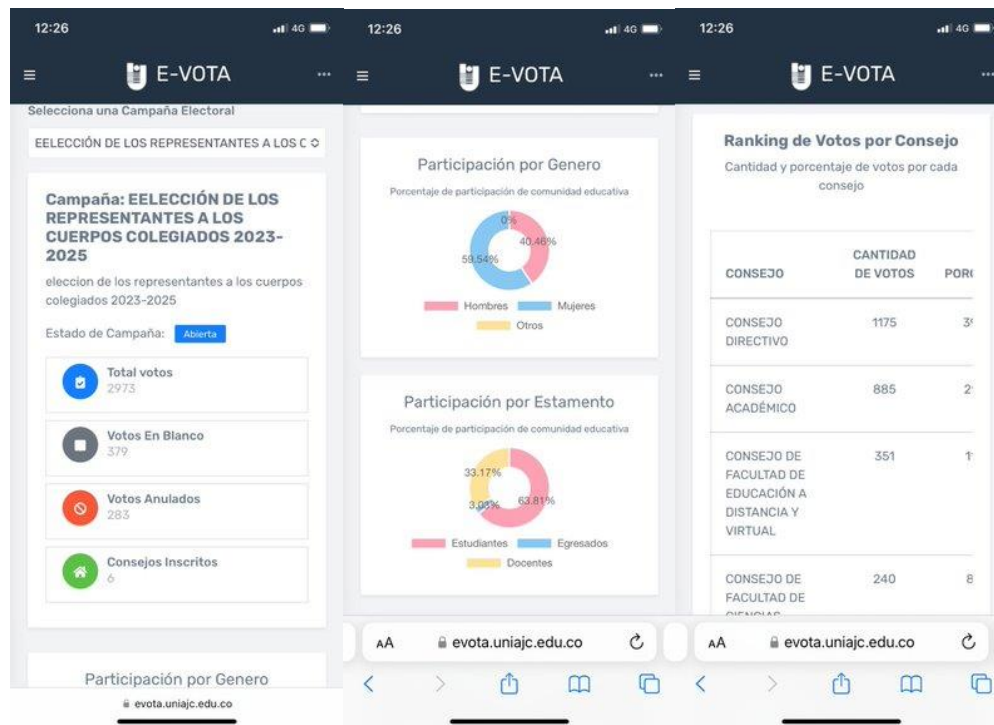 12:26
4G
E-VOTA
Selecciona una Campaña Electoral
EELECCIÓN DE LOS REPRESENTANTES A LOS C
Campaña: EELECCIÓN DE LOS
REPRESENTANTES A LOS
CUERPOS COLEGIADOS 2023-
2025
eleccion de los representantes a los cuerpos
colegiados 2023-2025
Estado de Campaña: Abierta
Total votos
2973
Votos En Blanco
379
Votos Anulados
283
Consejos Inscritos
6
Participación por Genero
evota.uniajc.edu.co
12:26
4G
E-VOTA
Participación por Genero
Porcentaje de participación de comunidad educativa
0%
40.46%
59.54%
Hombres Mujeres
Otros
Participación por Estamento
Porcentaje de participación de comunidad educativa
33.17%
3.03% 63.81%
Estudiantes Egresados
Docentes
AA evota.uniajc.edu.co
12:26
4G
E-VOTA
Ranking de Votos por Consejo
Cantidad y porcentaje de votos por cada
consejo
CANTIDAD
CONSEJO DE VOTOS
CONSEJO 1175
DIRECTIVO
CONSEJO 885
ACADÉMICO
CONSEJO DE 351
FACULTAD DE
EDUCACIÓN A
DISTANCIA Y
VIRTUAL
CONSEJO DE 240 8
FACULTAD DE
CIENCIAS
AA evota.uniajc.edu.co